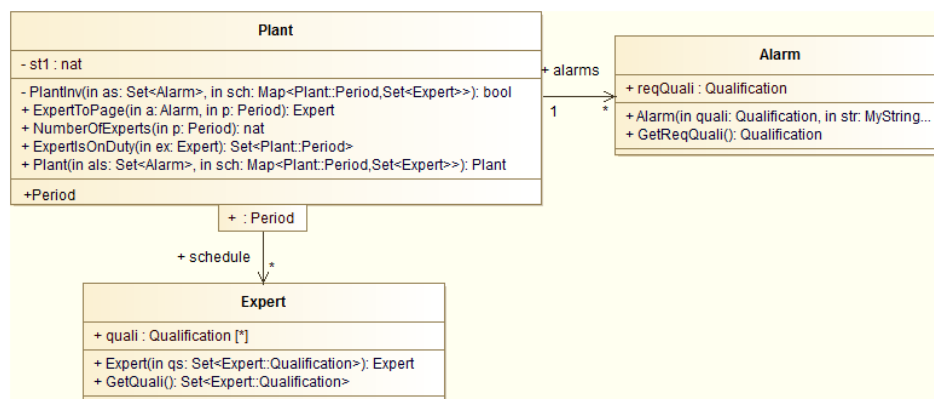 Plant
- st1 : nat
- PlantInv(in as: Set<Alarm>, in sch: Map<Plant::Period,Set<Expert>>): bool
+ ExpertToPage(in a: Alarm, in p: Period): Expert
+ NumberOfExperts(in p: Period): nat
+ ExpertIsOnDuty(in ex: Expert): Set<Plant::Period>
+ Plant(in als: Set<Alarm>, in sch: Map<Plant::Period,Set<Expert>>): Plant
+Period
+ : Period
+ alarms
1
*
Alarm
+ reqQuali : Qualification
+Alarm(in quali: Qualification, in str: MyString...
+ GetReqQuali(): Qualification
+ schedule
*
Expert
+ quali : Qualification [*]
+ Expert(in qs: Set<Expert::Qualification>): Expert
+ GetQuali(): Set<Expert::Qualification>